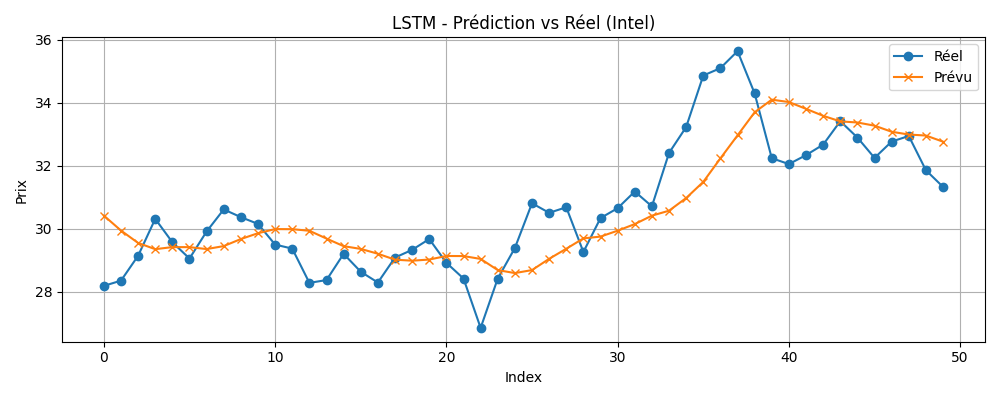 LSTM - Prédiction vs Réel (Intel)
Réel
Prévu
Prix
36
34
32
30
28
0 10 20 30 40 50
Index